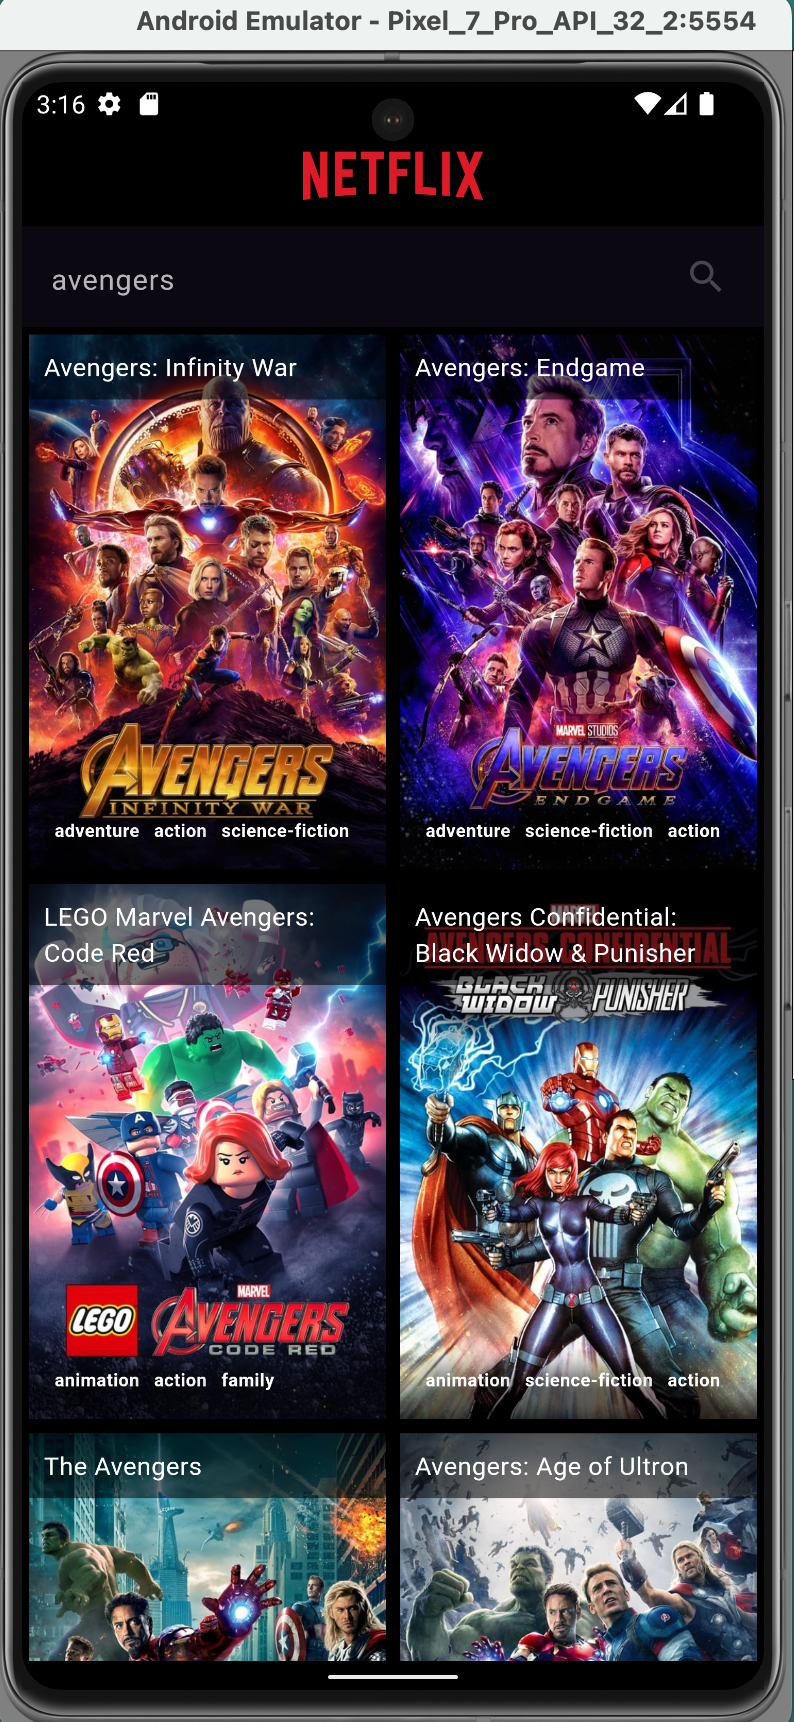 Android Emulator - Pixel_7_Pro_API_32_2:5554
3:16
NETFLIX
avengers
Avengers: Infinity War
AVENGERS
INFINITY WAR
adventure action science-fiction
Avengers: Endgame
MARVEL STUDIOS
AVENGERS
ENDGAME
adventure science-fiction action
LEGO Marvel Avengers:
Code Red
LEGO
MARVEL
AVENGERS
CODE RED
animation action family
Avengers Confidential:
Black Widow & Punisher
MARVEL
AVENGERS CONFIDENTIAL
BLACK
WIDOW PUNISHER
animation science-fiction action
The Avengers
Avengers: Age of Ultron